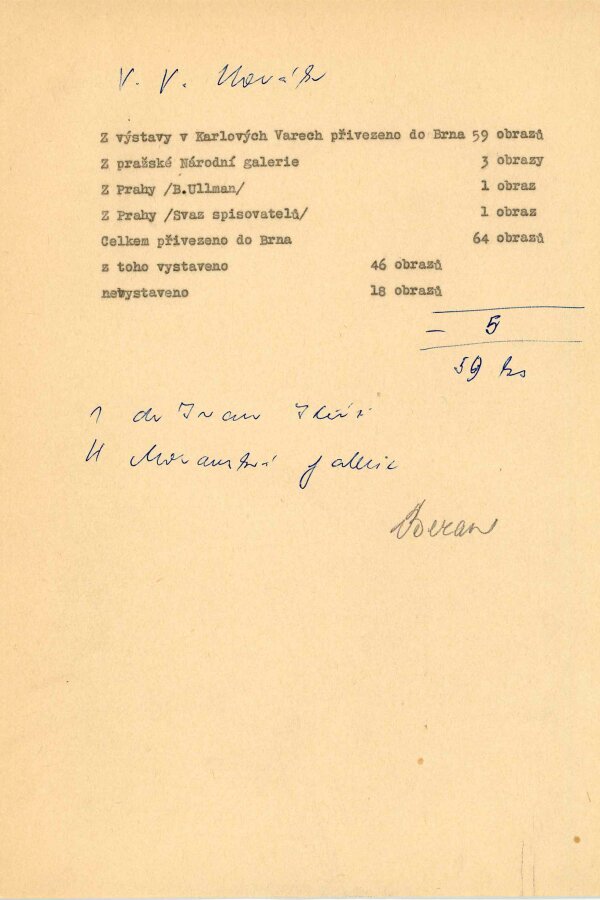 V. V. Novák
Z výstavy v Karlových Varech přivezeno do Brna 59 obrazů
Z pražské Národní galerie 3 obrazy
Z Prahy /B.Ullman/ 1 obraz
Z Prahy /Svaz spisovatelů/ 1 obraz
Celkem přivezeno do Brna 64 obrazů
z toho vystaveno 46 obrazů
nevystaveno 18 obrazů
– 5
59 ks
1 dr Ivan
4 Moravská galerie
Beran